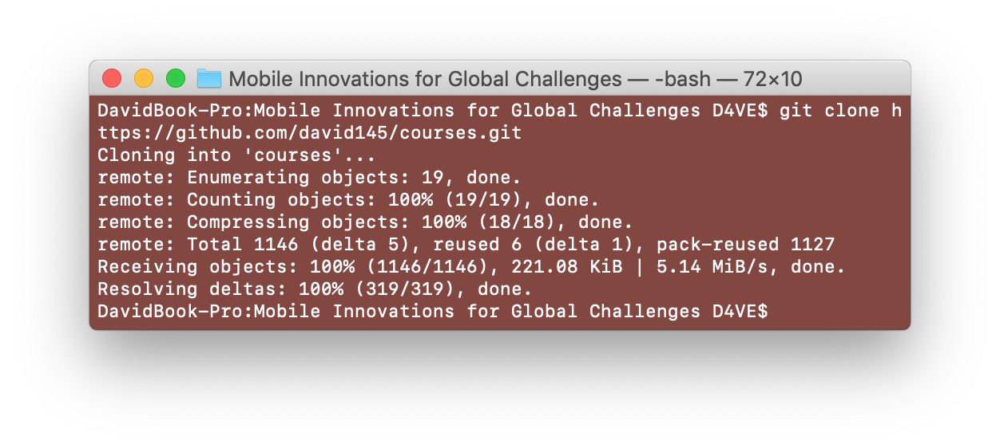 Mobile Innovations for Global Challenges — -bash — 72×10
DavidBook-Pro:Mobile Innovations for Global Challenges D4VE$ git clone h
ttps://github.com/david145/courses.git
Cloning into 'courses'...
remote: Enumerating objects: 19, done.
remote: Counting objects: 100% (19/19), done.
remote: Compressing objects: 100% (18/18), done.
remote: Total 1146 (delta 5), reused 6 (delta 1), pack-reused 1127
Receiving objects: 100% (1146/1146), 221.08 KiB | 5.14 MiB/s, done.
Resolving deltas: 100% (319/319), done.
DavidBook-Pro:Mobile Innovations for Global Challenges D4VE$